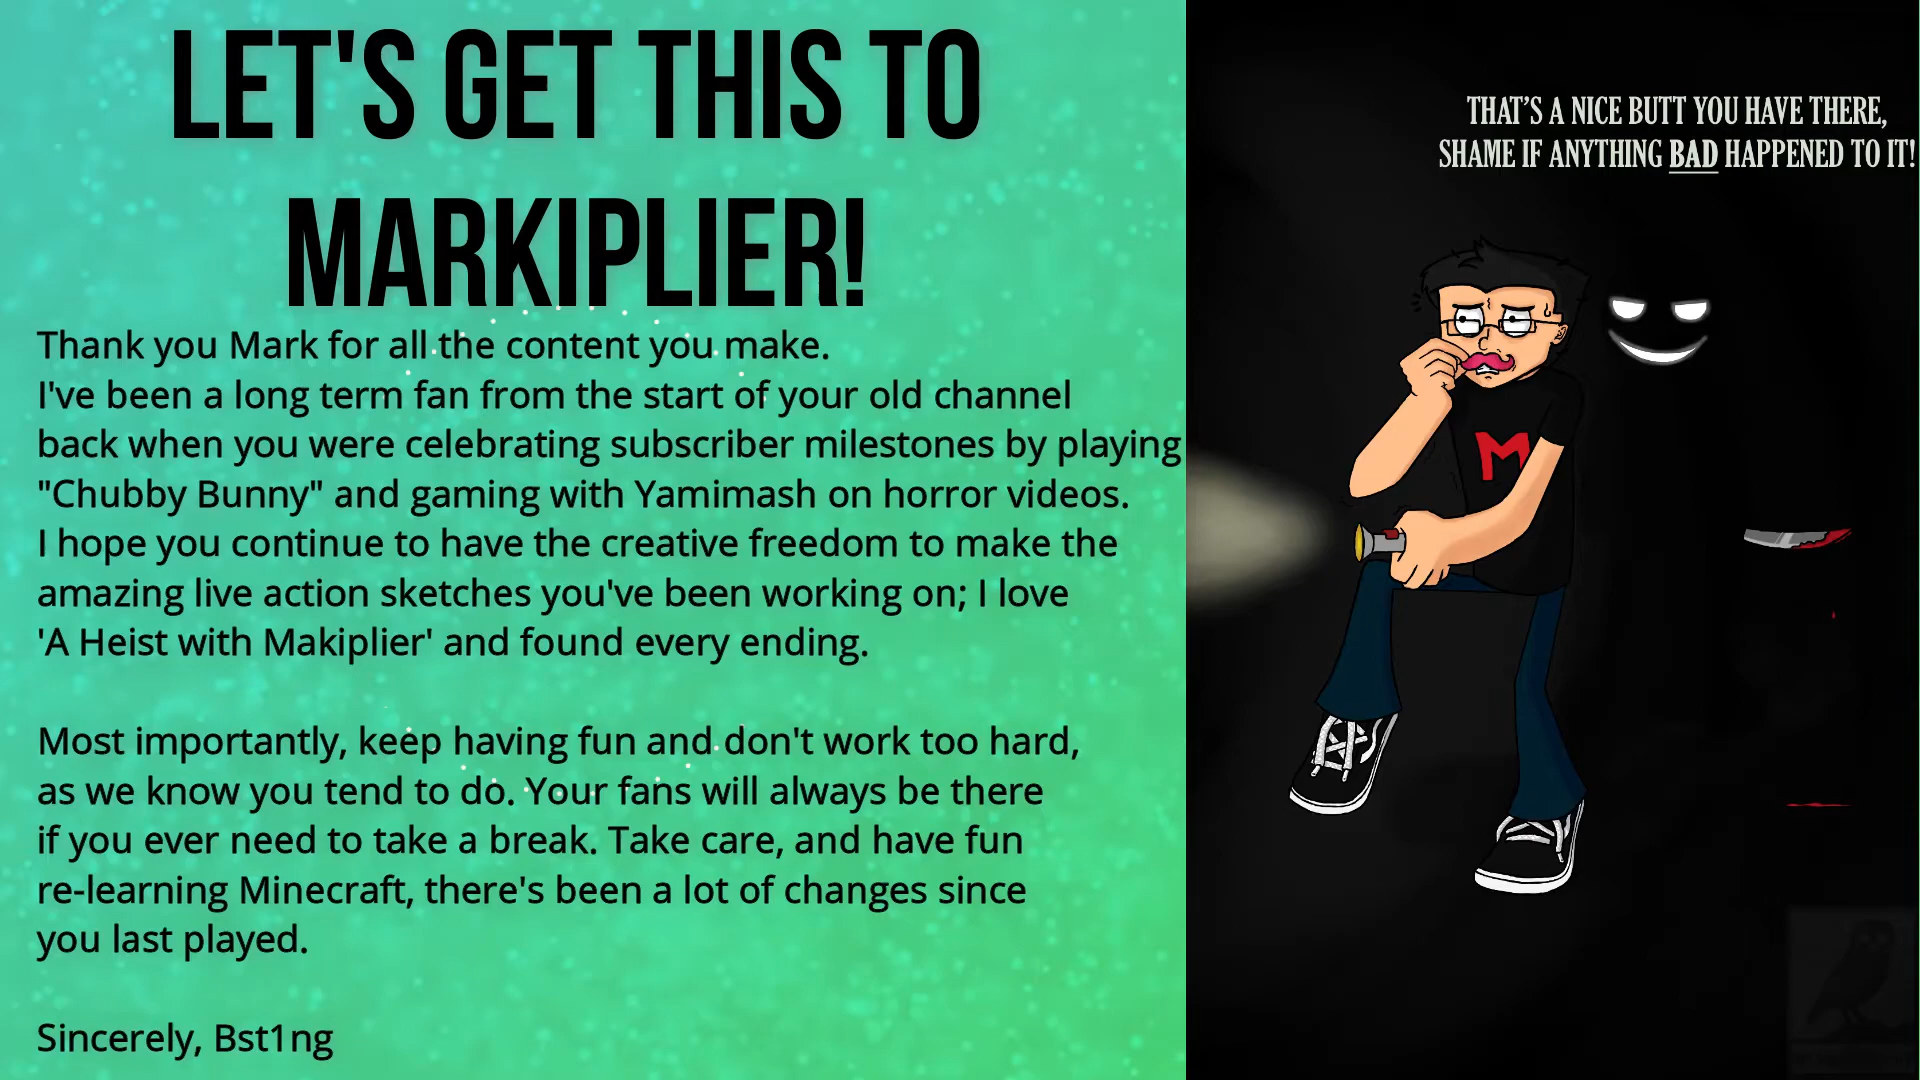 LET'S GET THIS TO
MARKIPLIER!
Thank you Mark for all the content you make.
I've been a long term fan from the start of your old channel
back when you were celebrating subscriber milestones by playing
"Chubby Bunny" and gaming with Yamimash on horror videos.
I hope you continue to have the creative freedom to make the
amazing live action sketches you've been working on; I love
'A Heist with Makiplier' and found every ending.
Most importantly, keep having fun and don't work too hard,
as we know you tend to do. Your fans will always be there
if you ever need to take a break. Take care, and have fun
re-learning Minecraft, there's been a lot of changes since
you last played.
Sincerely, Bst1ng
THAT'S A NICE BUTT YOU HAVE THERE,
SHAME IF ANYTHING BAD HAPPENED TO IT!
M